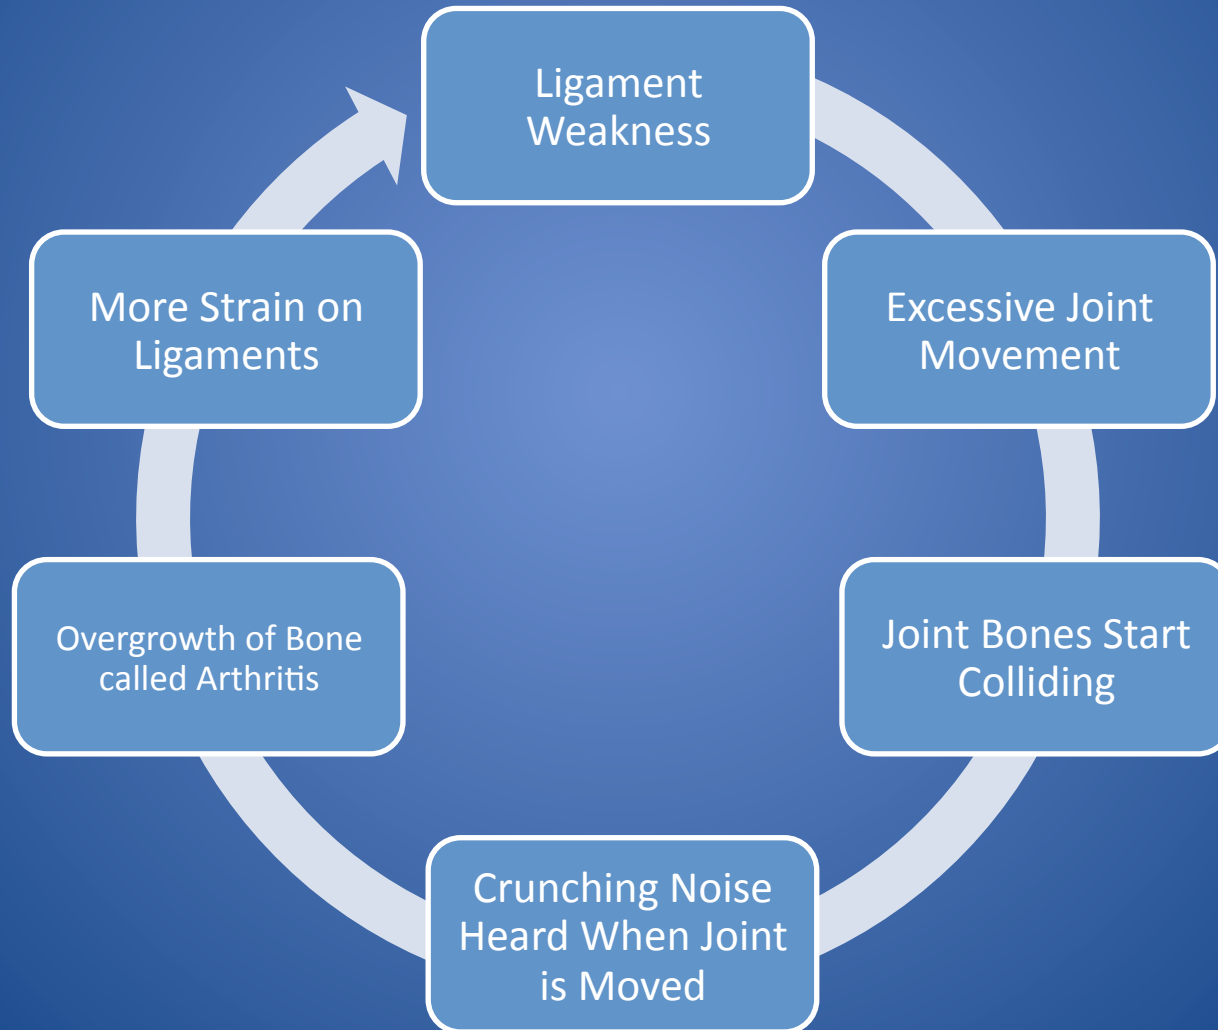 Ligament
Weakness
Excessive Joint
Movement
Joint Bones Start
Colliding
Crunching Noise
Heard When Joint
is Moved
Overgrowth of Bone
called Arthritis
More Strain on
Ligaments